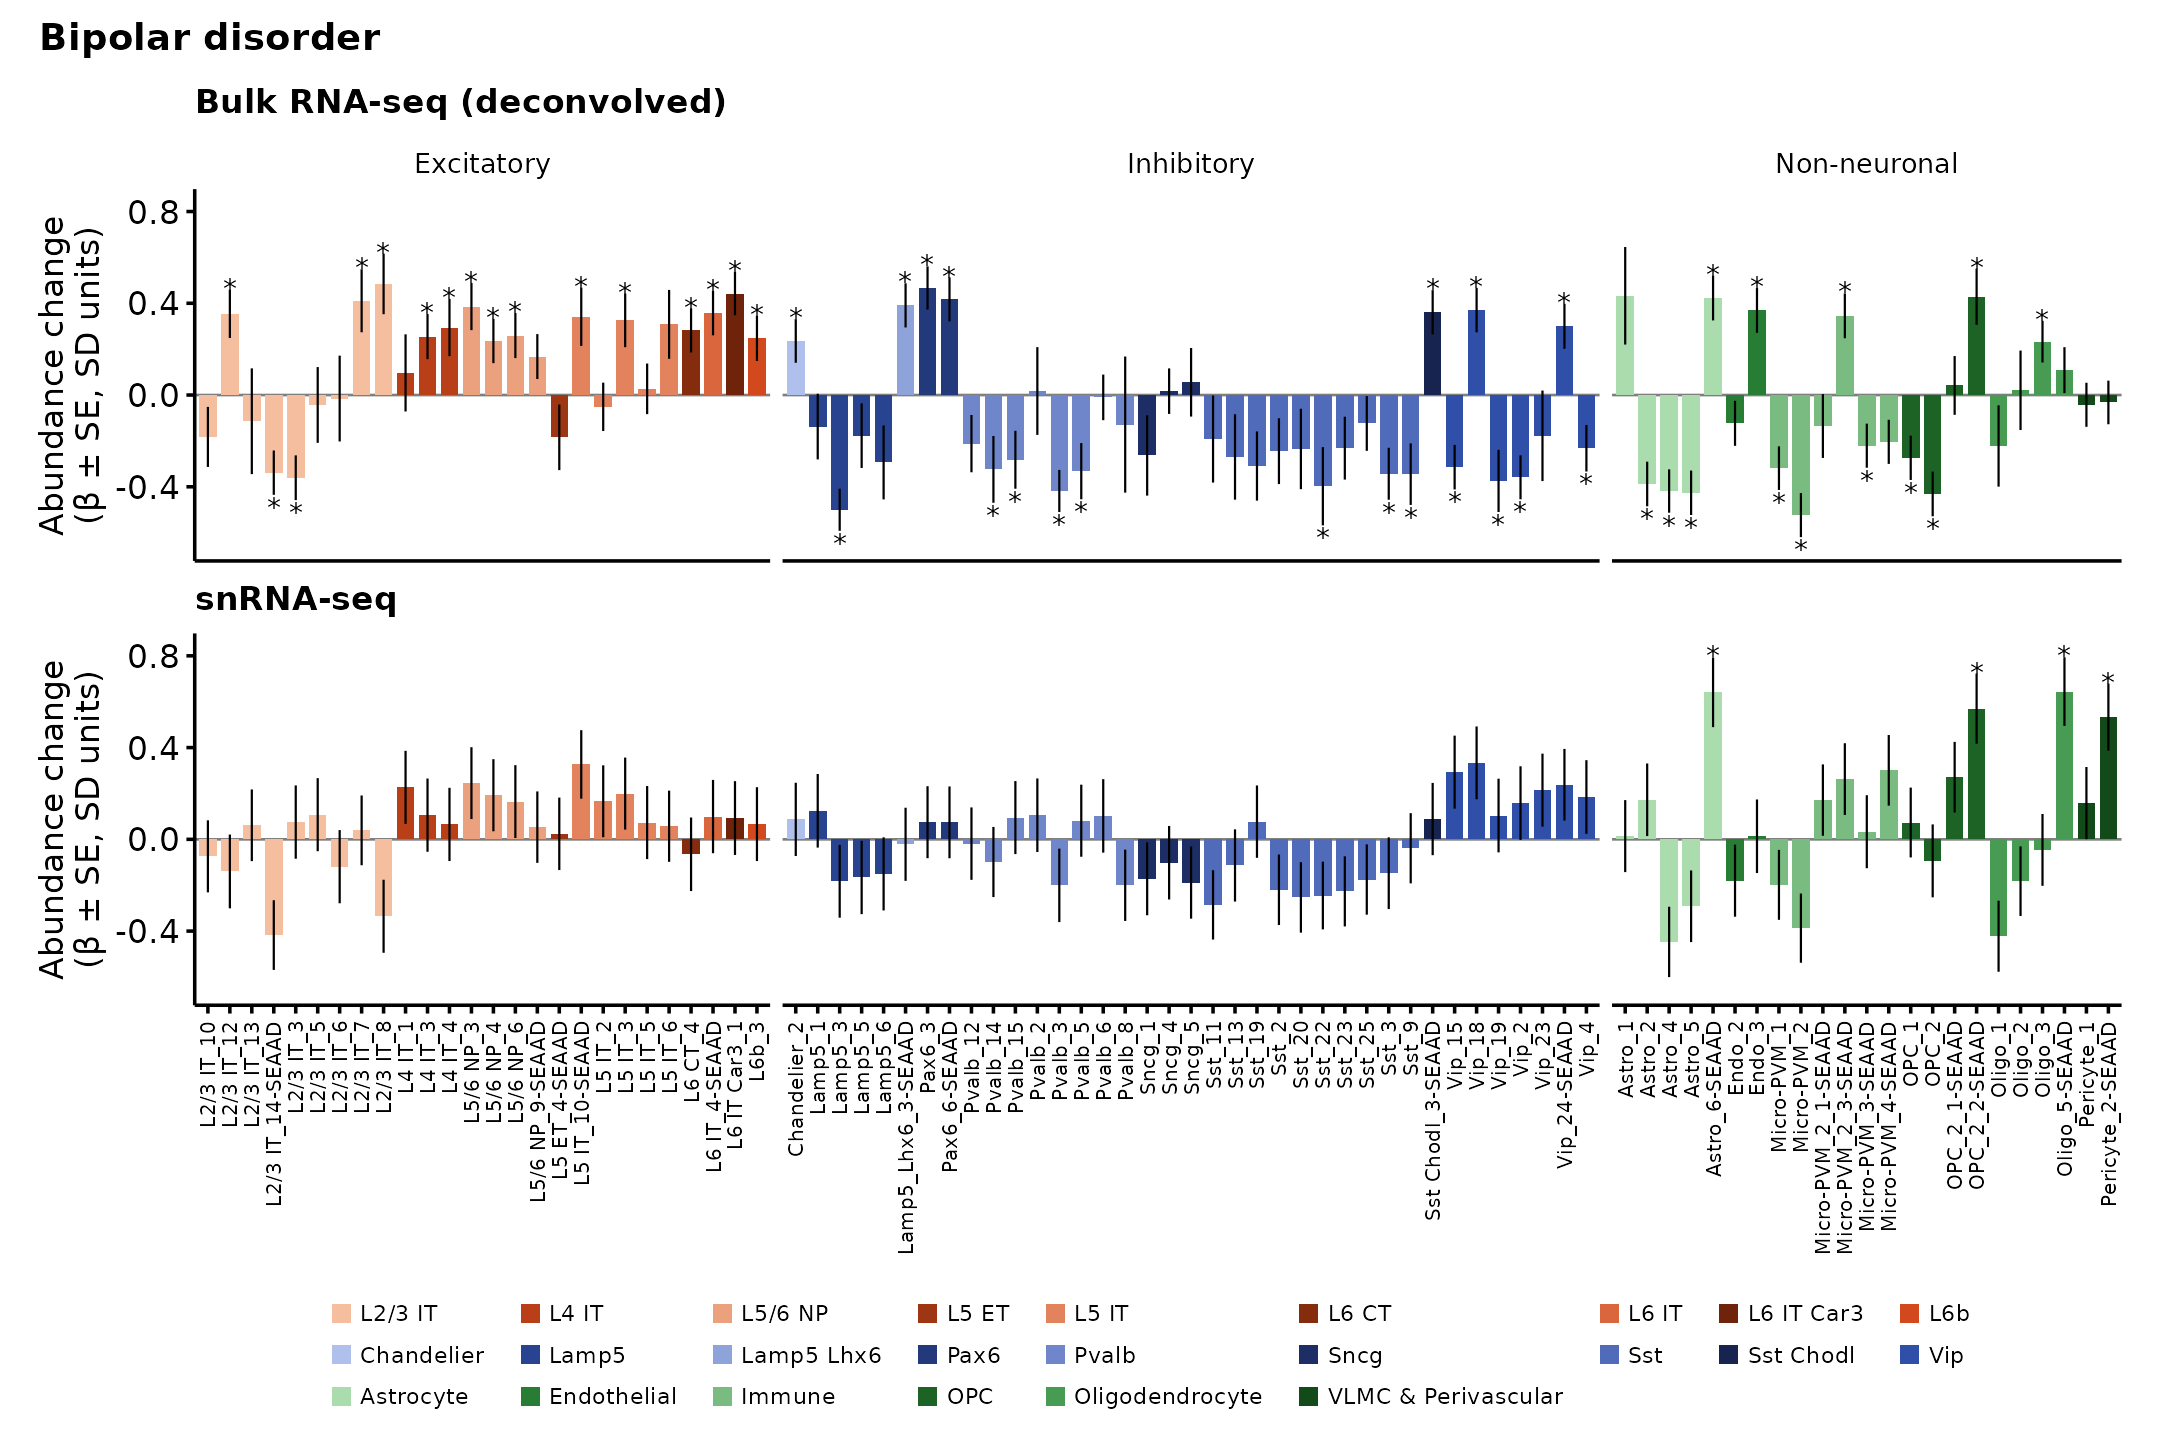 Bipolar disorder
Bulk RNA-seq (deconvolved)
Excitatory
Inhibitory
Non-neuronal
Abundance change
(β ± SE, SD units)
0.8
0.4
0.0
-0.4
snRNA-seq
Abundance change
(β ± SE, SD units)
0.8
0.4
0.0
-0.4
L2/3 IT_10
L2/3 IT_12
L2/3 IT_13
L2/3 IT_14-SEAAD
L2/3 IT_3
L2/3 IT_5
L2/3 IT_6
L2/3 IT_7
L2/3 IT_8
L4 IT_1
L4 IT_3
L4 IT_4
L5/6 NP_3
L5/6 NP_4
L5/6 NP_6
L5/6 NP_9-SEAAD
L5 ET_4-SEAAD
L5 IT_10-SEAAD
L5 IT_2
L5 IT_3
L5 IT_5
L5 IT_6
L6 CT_4
L6 IT_4-SEAAD
L6 IT Car3_1
L6b_3
Chandelier_2
Lamp5_1
Lamp5_3
Lamp5_5
Lamp5_6
Lamp5_Lhx6_3-SEAAD
Pax6_3
Pax6_6-SEAAD
Pvalb_12
Pvalb_14
Pvalb_15
Pvalb_2
Pvalb_3
Pvalb_5
Pvalb_6
Pvalb_8
Sncg_1
Sncg_4
Sncg_5
Sst_11
Sst_13
Sst_19
Sst_2
Sst_20
Sst_22
Sst_23
Sst_25
Sst_3
Sst_9
Sst Chodl_3-SEAAD
Vip_15
Vip_18
Vip_19
Vip_2
Vip_23
Vip_24-SEAAD
Vip_4
Astro_1
Astro_2
Astro_4
Astro_5
Astro_6-SEAAD
Endo_2
Endo_3
Micro-PVM_1
Micro-PVM_2
Micro-PVM_2_1-SEAAD
Micro-PVM_2_3-SEAAD
Micro-PVM_3-SEAAD
Micro-PVM_4-SEAAD
OPC_1
OPC_2
OPC_2_1-SEAAD
OPC_2_2-SEAAD
Oligo_1
Oligo_2
Oligo_3
Oligo_5-SEAAD
Pericyte_1
Pericyte_2-SEAAD
L2/3 IT L4 IT L5/6 NP L5 ET L5 IT L6 CT L6 IT L6 IT Car3 L6b
Chandelier Lamp5 Lamp5 Lhx6 Pax6 Pvalb Sncg Sst Sst Chodl Vip
Astrocyte Endothelial Immune OPC Oligodendrocyte VLMC & Perivascular